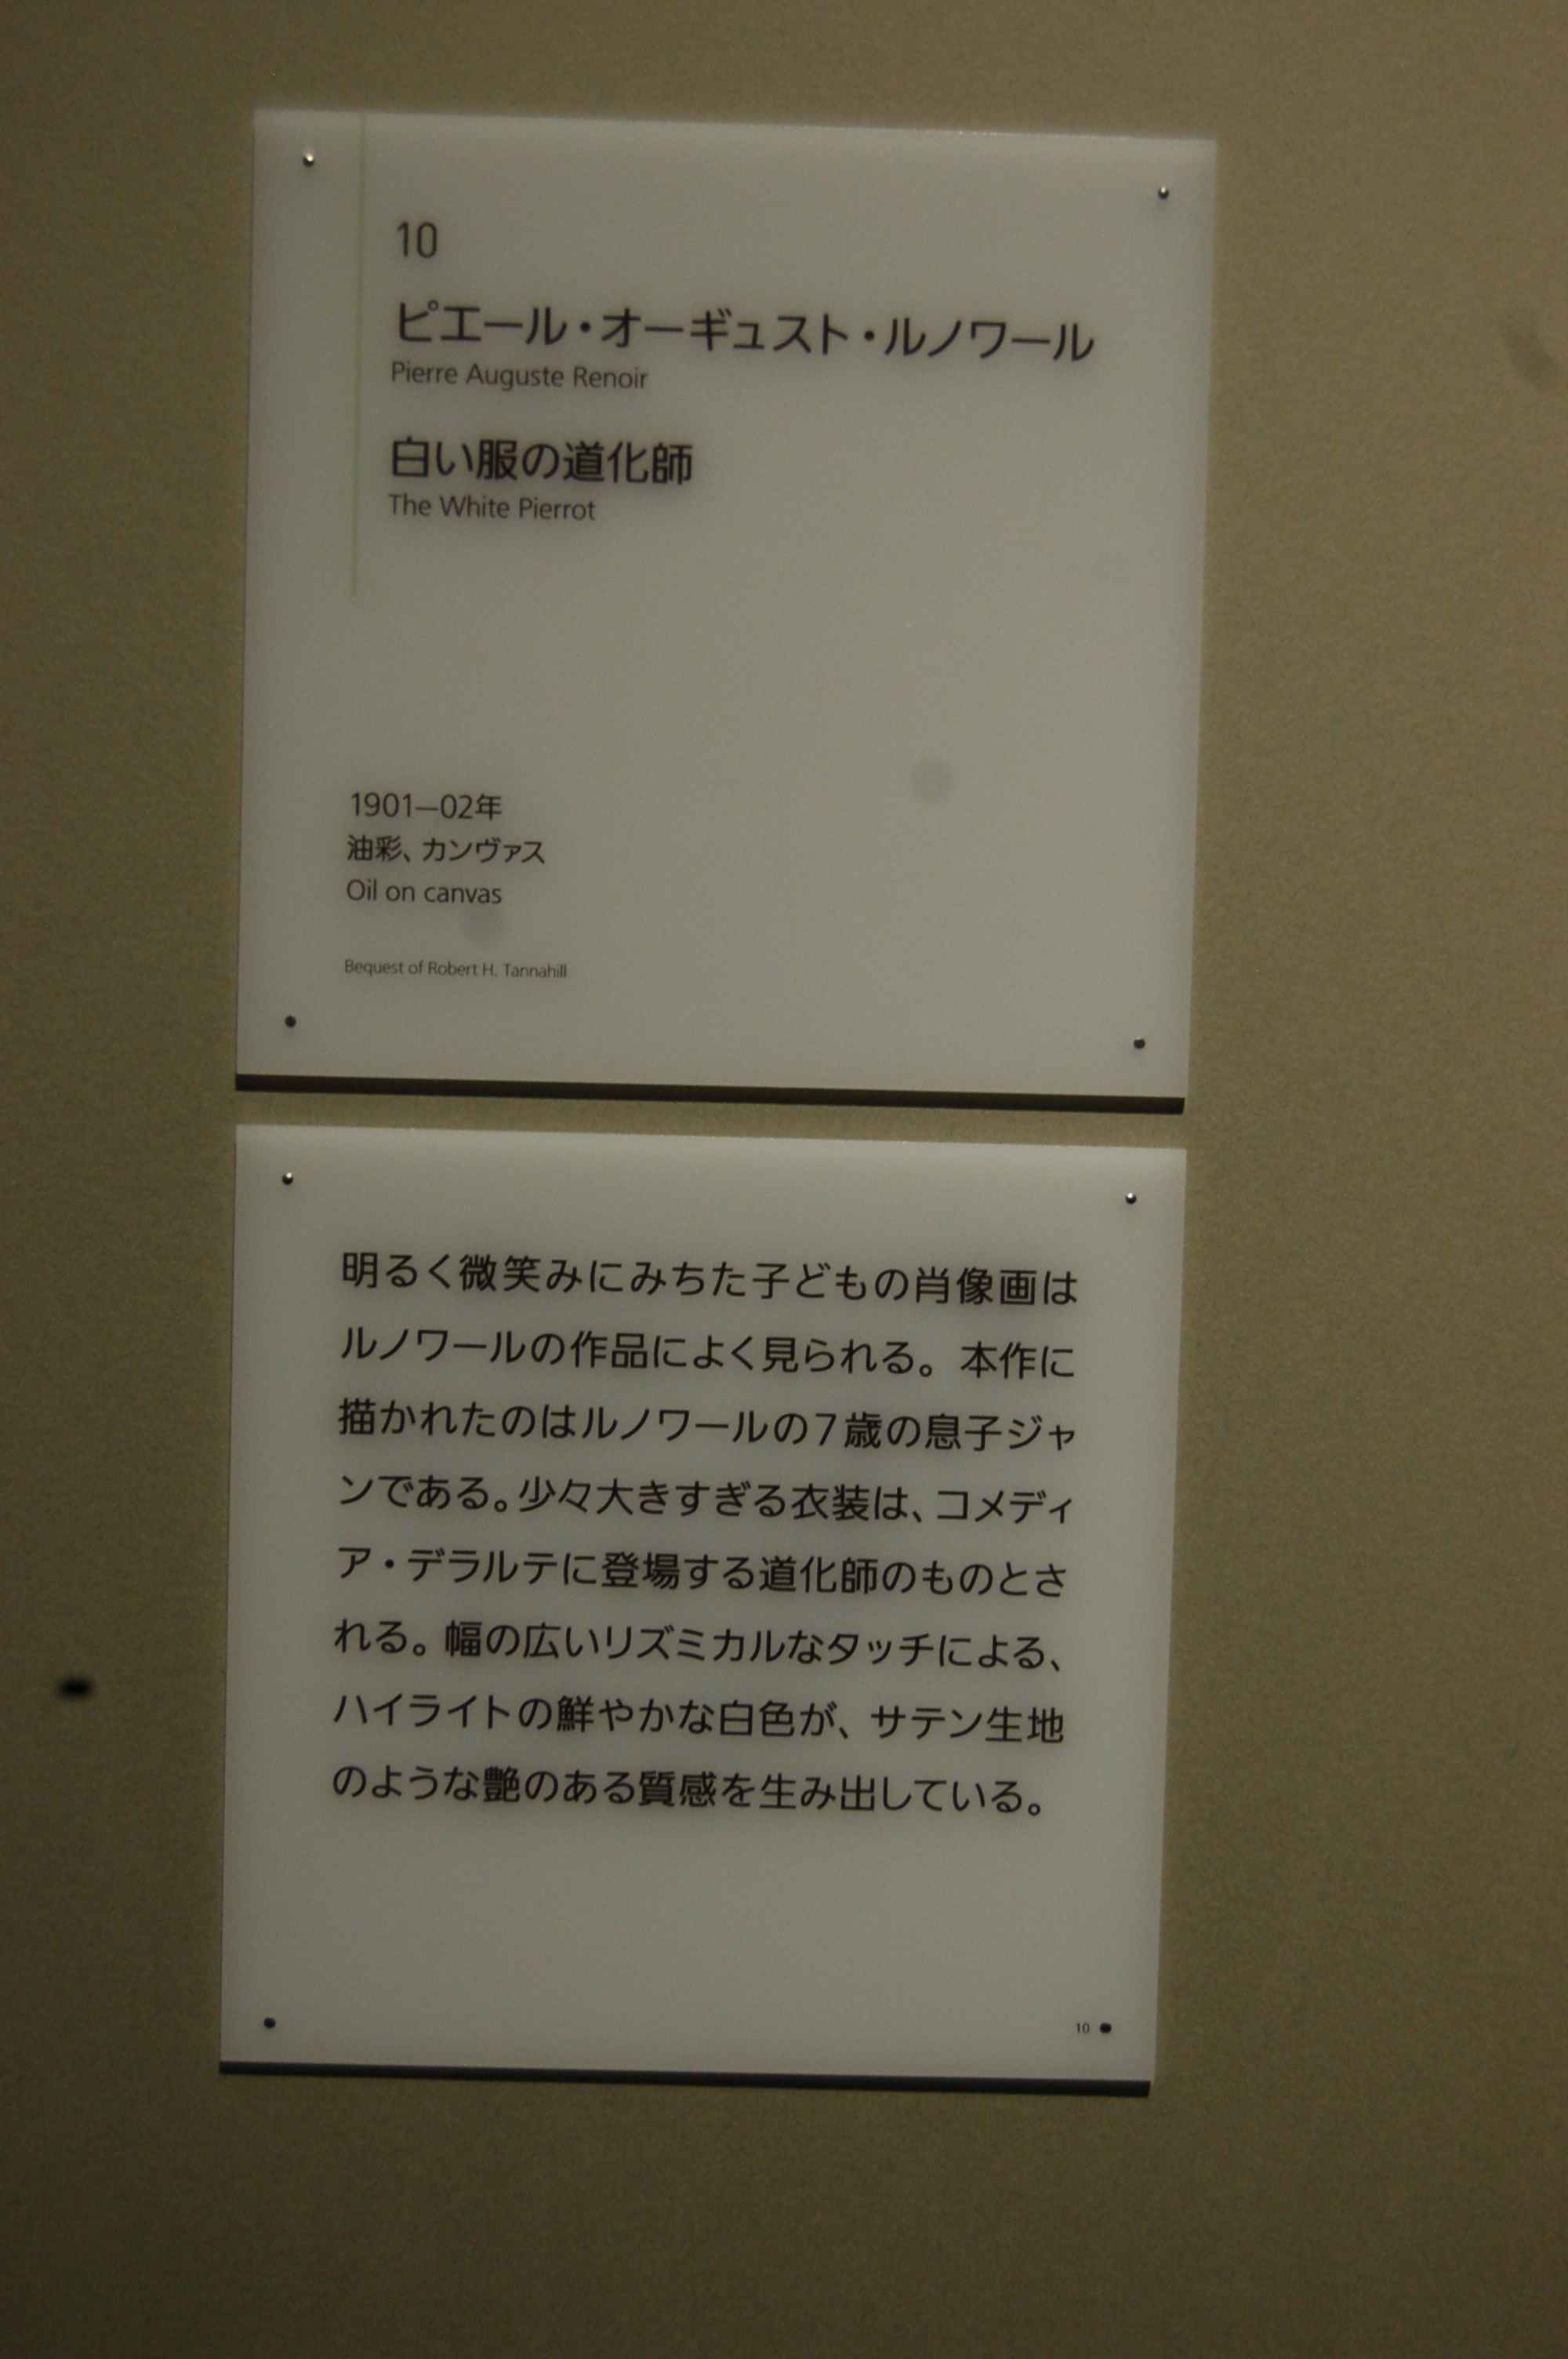 10
ピエール・オーギュスト・ルノワール
Pierre Auguste Renoir
白い服の道化師
The White Pierrot
1901—02年
油彩、カンヴァス
Oil on canvas
Bequest of Robert H. Tannahill
明るく微笑みにみちた子どもの肖像画は
ルノワールの作品によく見られる。本作に
描かれたのはルノワールの7歳の息子ジャ
ンである。少々大きすぎる衣装は、コメディ
ア・デラルテに登場する道化師のものとさ
れる。幅の広いリズミカルなタッチによる、
ハイライトの鮮やかな白色が、サテン生地
のような艶のある質感を生み出している。
10